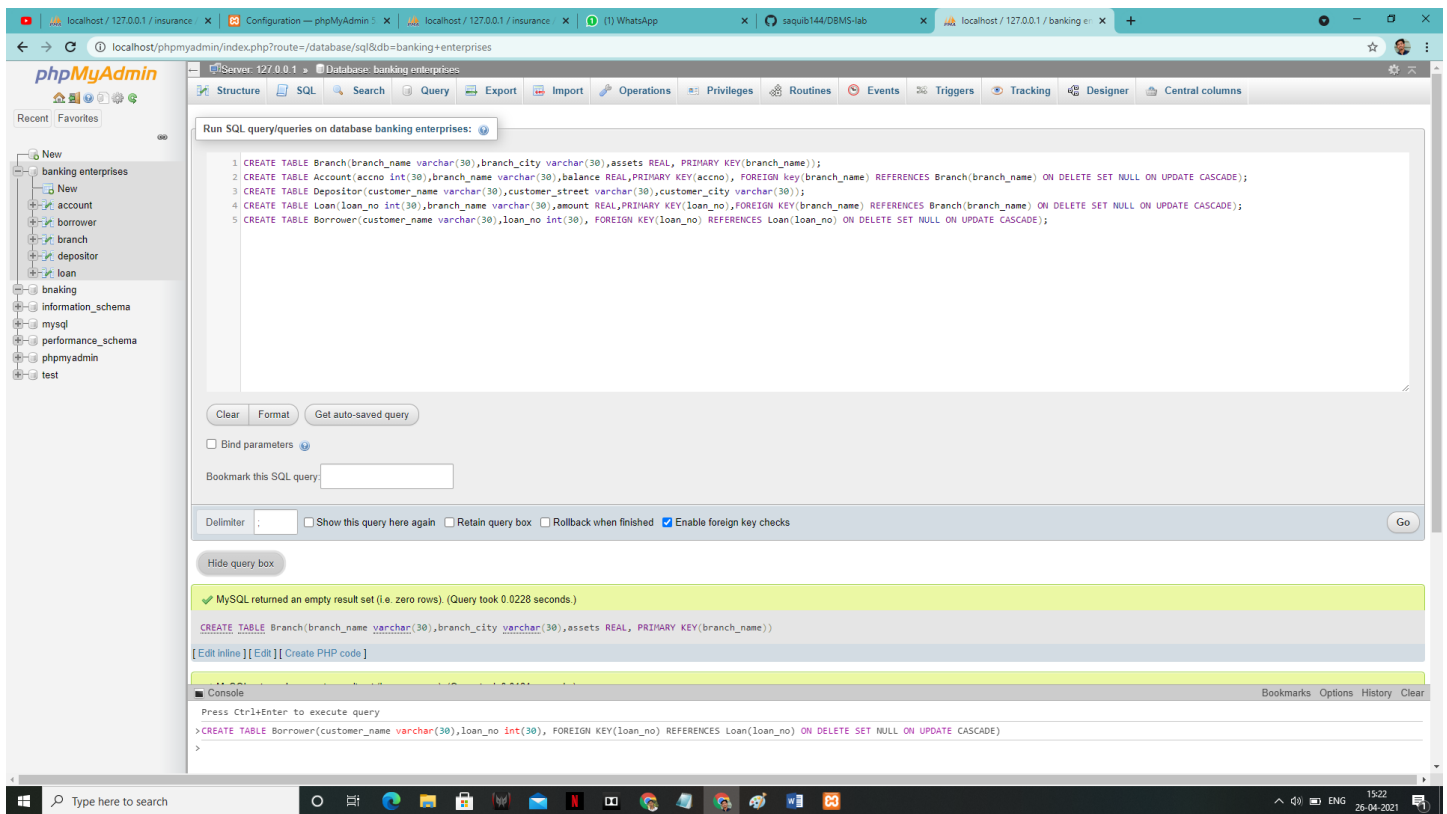 localhost / 127.0.0.1 / insurance
Configuration — phpMyAdmin 5
localhost / 127.0.0.1 / insurance
(1) WhatsApp
saquib144/DBMS-lab
localhost / 127.0.0.1 / banking er
localhost/phpmyadmin/index.php?route=/database/sql&db=banking+enterprises
phpMyAdmin
Recent Favorites
New
banking enterprises
New
account
borrower
branch
depositor
loan
bnaking
information_schema
mysql
performance_schema
phpmyadmin
test
Server: 127.0.0.1 » Database: banking enterprises
Structure SQL Search Query Export Import Operations Privileges Routines Events Triggers Tracking Designer Central columns
Run SQL query/queries on database banking enterprises:
1 CREATE TABLE Branch(branch_name varchar(30),branch_city varchar(30),assets REAL, PRIMARY KEY(branch_name));
2 CREATE TABLE Account(accno int(30),branch_name varchar(30),balance REAL,PRIMARY KEY(accno), FOREIGN key(branch_name) REFERENCES Branch(branch_name) ON DELETE SET NULL ON UPDATE CASCADE);
3 CREATE TABLE Depositor(customer_name varchar(30),customer_street varchar(30),customer_city varchar(30));
4 CREATE TABLE Loan(loan_no int(30),branch_name varchar(30),amount REAL,PRIMARY KEY(loan_no),FOREIGN KEY(branch_name) REFERENCES Branch(branch_name) ON DELETE SET NULL ON UPDATE CASCADE);
5 CREATE TABLE Borrower(customer_name varchar(30),loan_no int(30), FOREIGN KEY(loan_no) REFERENCES Loan(loan_no) ON DELETE SET NULL ON UPDATE CASCADE);
Clear Format Get auto-saved query
Bind parameters
Bookmark this SQL query:
Delimiter ; Show this query here again Retain query box Rollback when finished Enable foreign key checks Go
Hide query box
MySQL returned an empty result set (i.e. zero rows). (Query took 0.0228 seconds.)
CREATE TABLE Branch(branch_name varchar(30),branch_city varchar(30),assets REAL, PRIMARY KEY(branch_name))
[ Edit inline ] [ Edit ] [ Create PHP code ]
Console Bookmarks Options History Clear
Press Ctrl+Enter to execute query
>CREATE TABLE Borrower(customer_name varchar(30),loan_no int(30), FOREIGN KEY(loan_no) REFERENCES Loan(loan_no) ON DELETE SET NULL ON UPDATE CASCADE)
>
Type here to search
ENG
15:22
26-04-2021